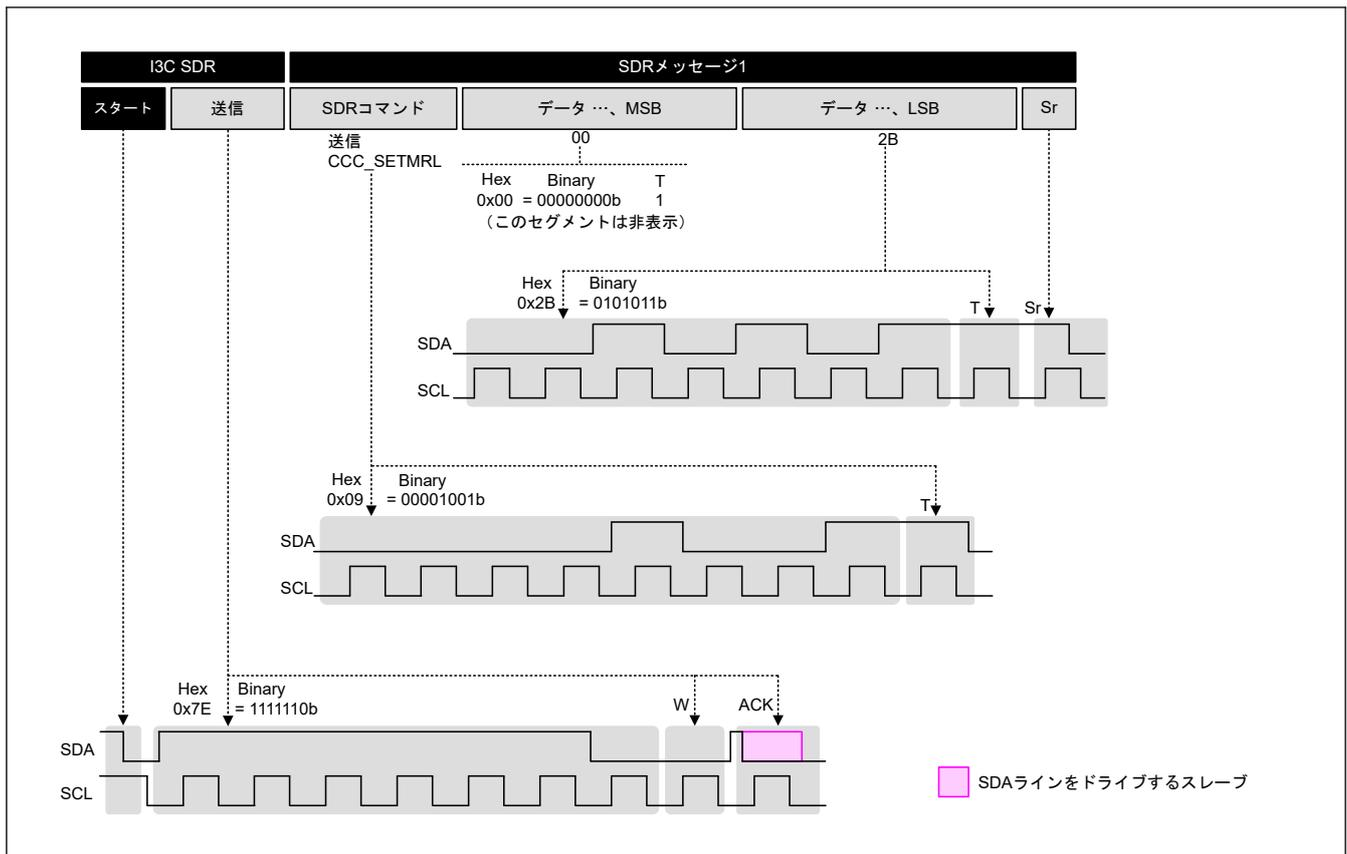 I3C SDR
SDRメッセージ1
スタート
送信
SDRコマンド
データ …、MSB
データ …、LSB
Sr
送信
CCC_SETMRL
00
2B
Hex Binary T
0x00 = 00000000b 1
（このセグメントは非表示）
Hex Binary
0x2B = 0101011b
T
Sr
SDA
SCL
Hex Binary
0x09 = 00001001b
T
SDA
SCL
Hex Binary
0x7E = 1111110b
W
ACK
SDA
SCL
SDAラインをドライブするスレーブ